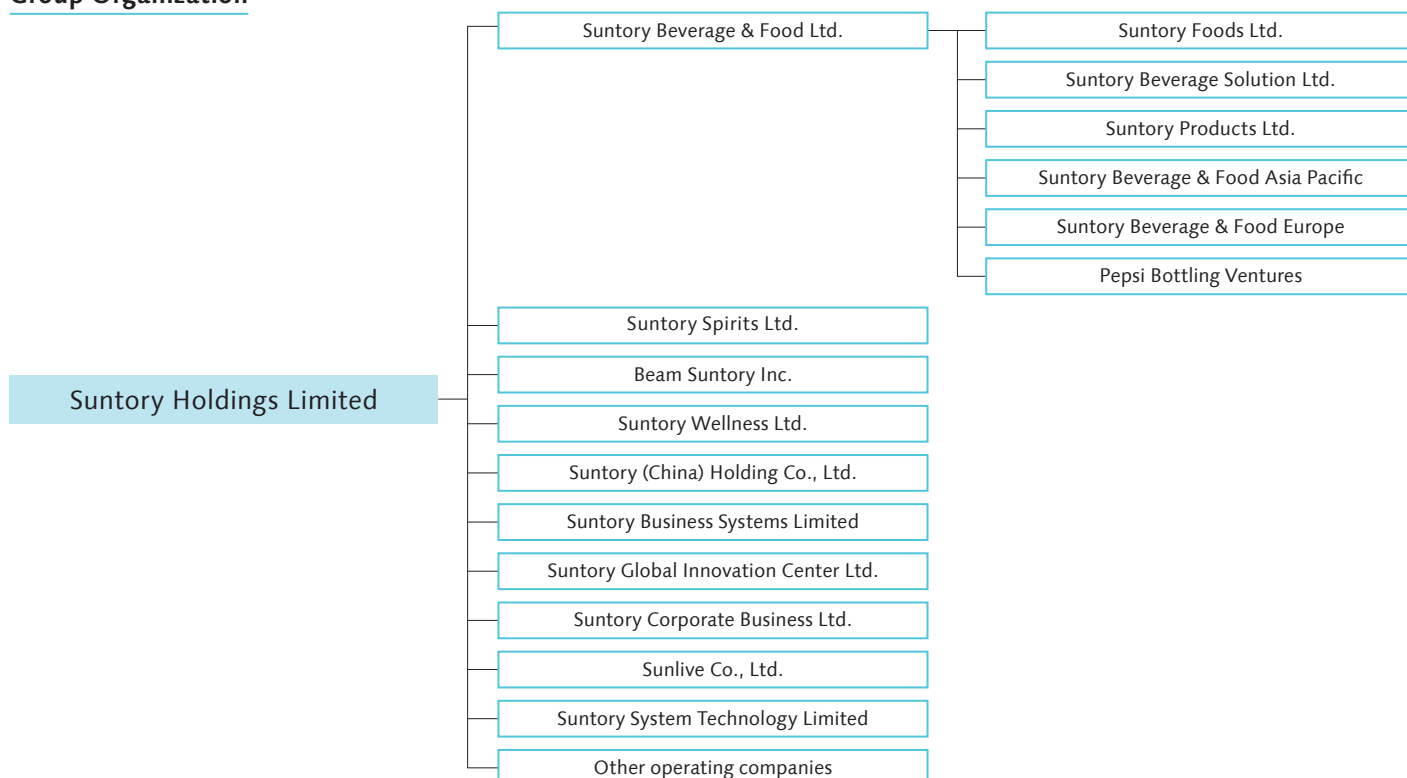 Group Organization
Suntory Beverage & Food Ltd.
Suntory Foods Ltd.
Suntory Beverage Solution Ltd.
Suntory Products Ltd.
Suntory Beverage & Food Asia Pacific
Suntory Beverage & Food Europe
Pepsi Bottling Ventures
Suntory Spirits Ltd.
Beam Suntory Inc.
Suntory Holdings Limited
Suntory Wellness Ltd.
Suntory (China) Holding Co., Ltd.
Suntory Business Systems Limited
Suntory Global Innovation Center Ltd.
Suntory Corporate Business Ltd.
Sunlive Co., Ltd.
Suntory System Technology Limited
Other operating companies